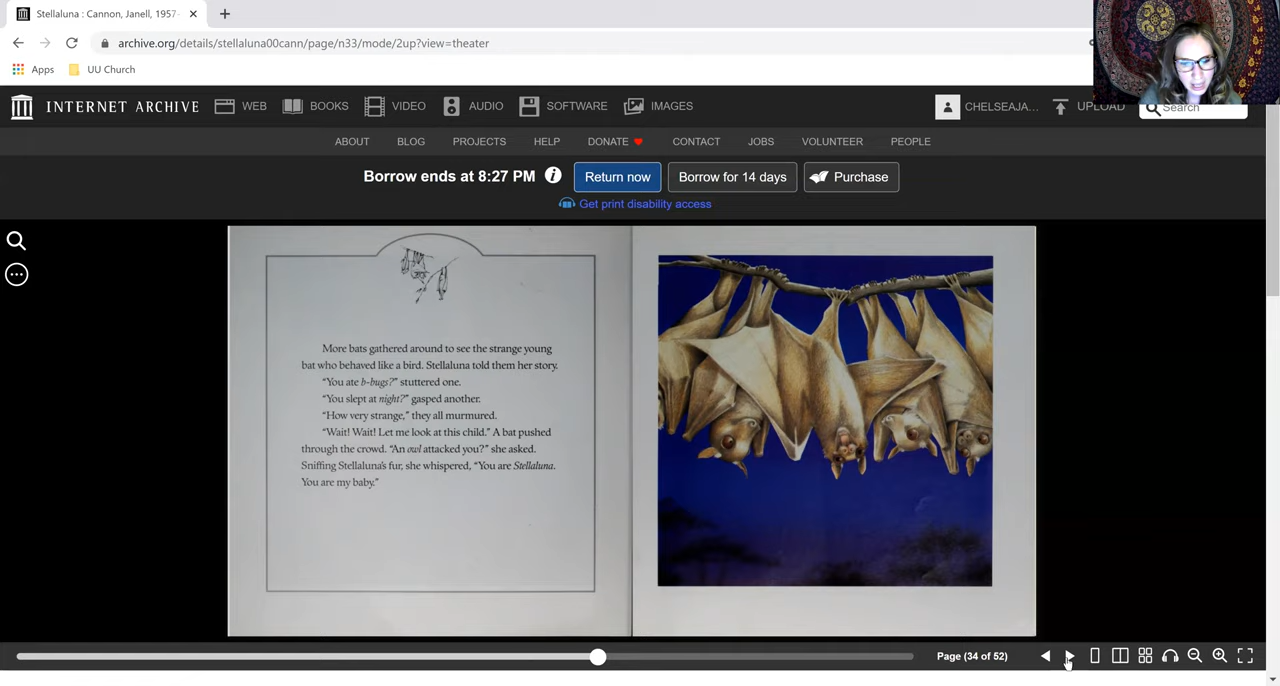 Stellaluna : Cannon, Janell, 1957-
archive.org/details/stellaluna00cann/page/n33/mode/2up?view=theater
Apps UU Church
INTERNET ARCHIVE WEB BOOKS VIDEO AUDIO SOFTWARE IMAGES CHELSEAJA... UPLOAD Search
ABOUT BLOG PROJECTS HELP DONATE CONTACT JOBS VOLUNTEER PEOPLE
Borrow ends at 8:27 PM Return now Borrow for 14 days Purchase
Get print disability access
More bats gathered around to see the strange young
bat who behaved like a bird. Stellaluna told them her story.
"You ate b-bugs?" stuttered one.
"You slept at night?" gasped another.
"How very strange," they all murmured.
"Wait! Wait! Let me look at this child." A bat pushed
through the crowd. "An owl attacked you?" she asked.
Sniffing Stellaluna's fur, she whispered, "You are Stellaluna.
You are my baby."
Page (34 of 52)